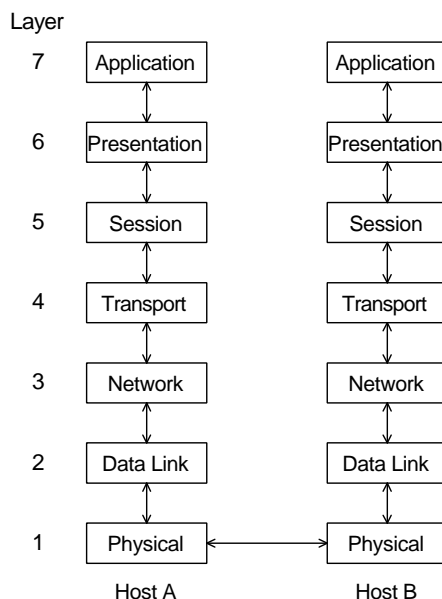 Layer
7 Application Application
6 Presentation Presentation
5 Session Session
4 Transport Transport
3 Network Network
2 Data Link Data Link
1 Physical Physical
Host A Host B